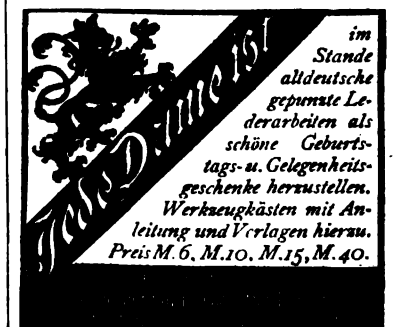 Jede Dame ist
im
Stande
altdeutsche
gepunzte Le-
derarbeiten als
schöne Geburts-
tags- u. Gelegenheits-
geschenke herzustellen.
Werkzeugkästen mit An-
leitung und Vorlagen hierzu.
Preis M. 6, M. 10, M. 15, M. 40.